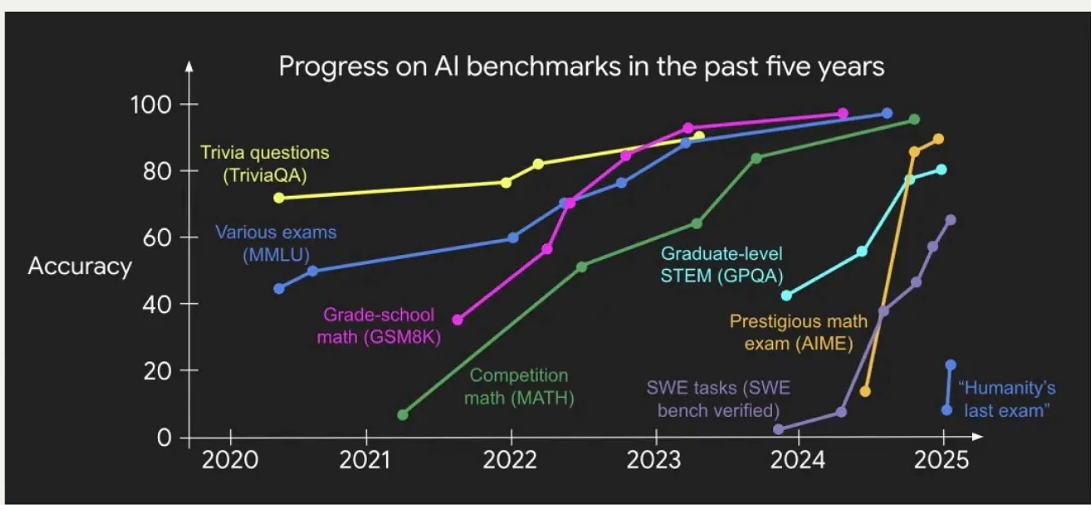 Progress on AI benchmarks in the past five years
100
80
60
40
20
0
Accuracy
Trivia questions
(TriviaQA)
Various exams
(MMLU)
Grade-school
math (GSM8K)
Competition
math (MATH)
Graduate-level
STEM (GPQA)
Prestigious math
exam (AIME)
SWE tasks (SWE
bench verified)
“Humanity’s
last exam”
2020 2021 2022 2023 2024 2025